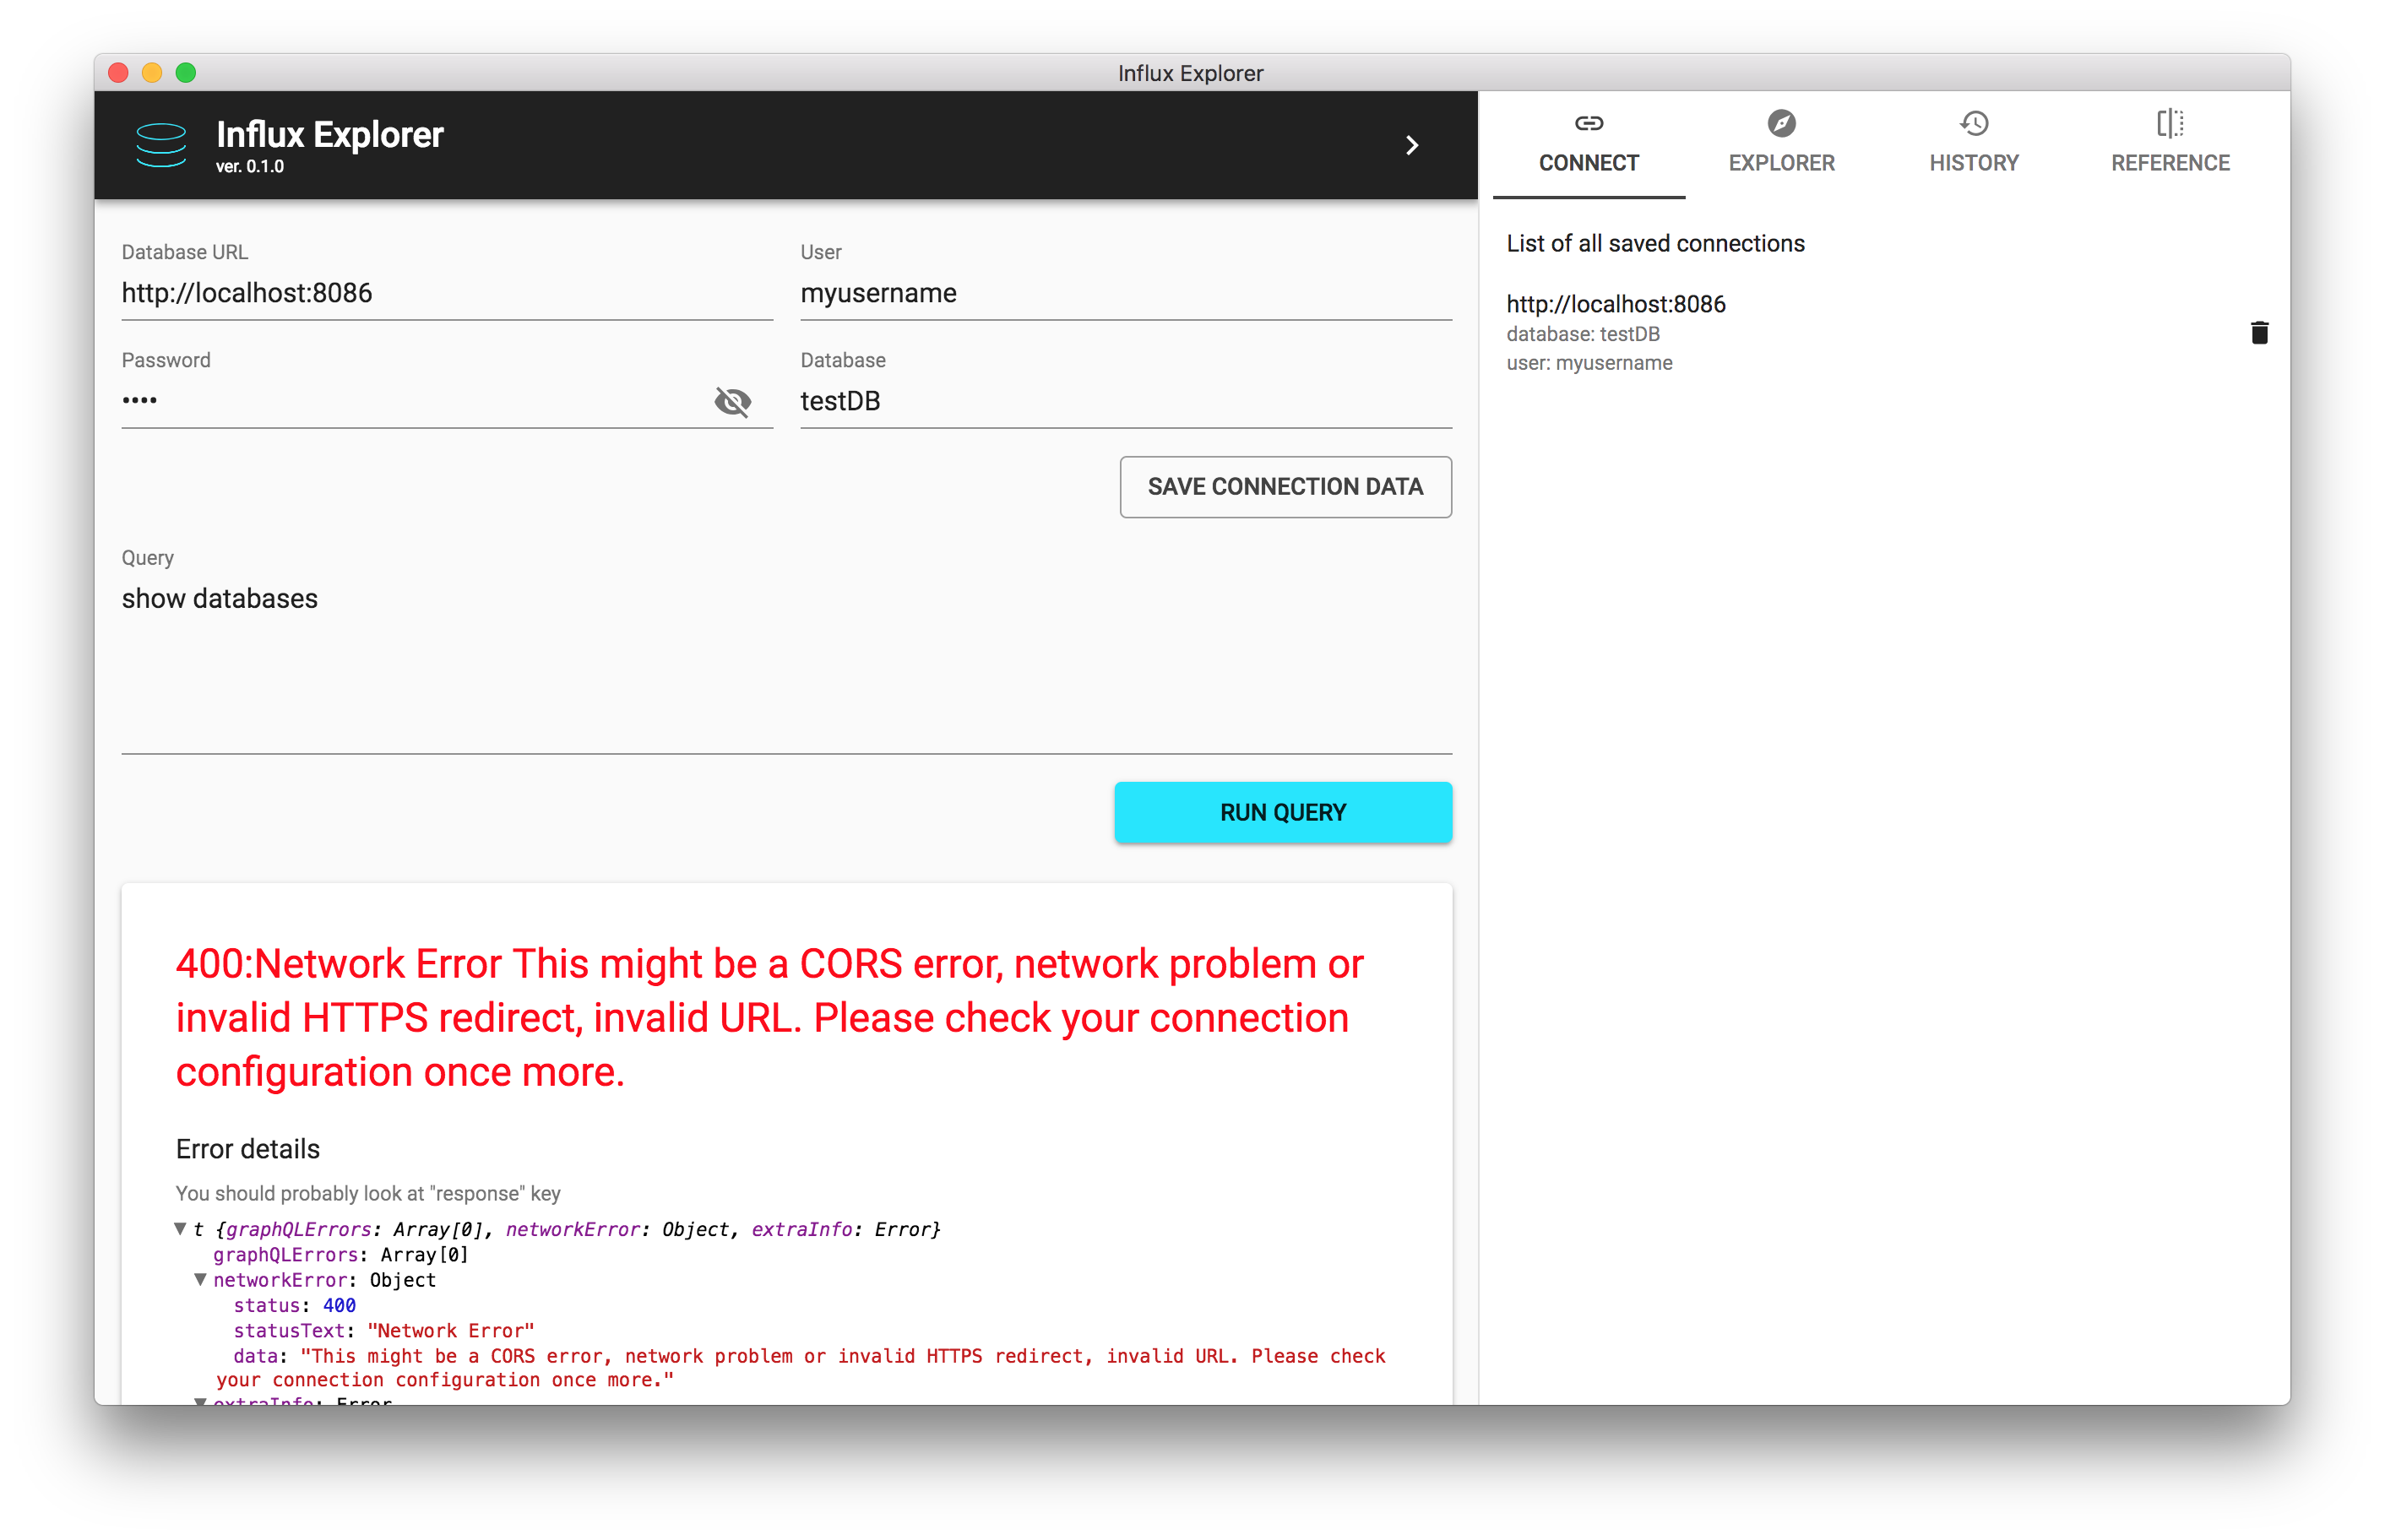 Influx Explorer
Influx Explorer
ver. 0.1.0
CONNECT
EXPLORER
HISTORY
REFERENCE
Database URL
http://localhost:8086
User
myusername
Password
••••
Database
testDB
SAVE CONNECTION DATA
Query
show databases
RUN QUERY
400:Network Error This might be a CORS error, network problem or
invalid HTTPS redirect, invalid URL. Please check your connection
configuration once more.
Error details
You should probably look at "response" key
▼ t {graphQLErrors: Array[0], networkError: Object, extraInfo: Error}
graphQLErrors: Array[0]
▼ networkError: Object
status: 400
statusText: "Network Error"
data: "This might be a CORS error, network problem or invalid HTTPS redirect, invalid URL. Please check
your connection configuration once more."
▼ extraInfo: Error
List of all saved connections
http://localhost:8086
database: testDB
user: myusername